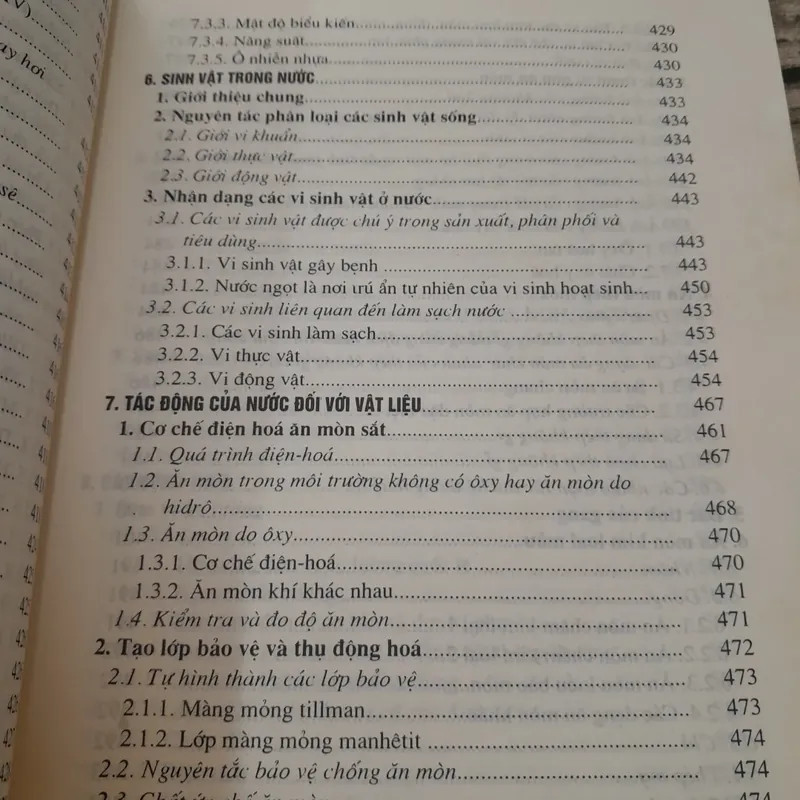 7.3.3. Mật độ biểu kiến ........ 429
7.3.4. Năng suất ........ 430
7.3.5. Ô nhiễn nhựa ........ 430
6. SINH VẬT TRONG NƯỚC ........ 433
1. Giới thiệu chung ........ 433
2. Nguyên tắc phân loại các sinh vật sống ........ 434
2.1. Giới vi khuẩn ........ 434
2.2. Giới thực vật ........ 434
2.3. Giới động vật ........ 442
3. Nhận dạng các vi sinh vật ở nước ........ 443
3.1. Các vi sinh vật được chú ý trong sản xuất, phân phối và
tiêu dùng ........ 443
3.1.1. Vi sinh vật gây bệnh ........ 443
3.1.2. Nước ngọt là nơi ưrú ẩn tự nhiên của vi sinh hoạt sinh... 450
3.2. Các vi sinh liên quan đến làm sạch nước ........ 453
3.2.1. Các vi sinh làm sạch ........ 453
3.2.2. Vi thực vật ........ 454
3.2.3. Vi động vật ........ 454
7. TÁC ĐỘNG CỦA NƯỚC ĐỐI VỚI VẬT LIỆU ........ 467
1. Cơ chế điện hoá ăn mòn sắt ........ 461
1.1. Quá trình điện-hoá ........ 467
1.2. Ăn mòn trong môi trường không có ôxy hay ăn mòn do
hidrô ........ 468
1.3. Ăn mòn do ôxy ........ 470
1.3.1. Cơ chế điện-hoá ........ 470
1.3.2. Ăn mòn khí khác nhau ........ 471
1.4. Kiểm tra và đo độ ăn mòn ........ 471
2. Tạo lớp bảo vệ và thụ động hoá ........ 472
2.1. Tự hình thành các lớp bảo vệ ........ 473
2.1.1. Màng mỏng tillman ........ 473
2.1.2. Lớp màng mỏng manhêtit ........ 474
2.2. Nguyên tắc bảo vệ chống ăn mòn ........ 474
2.3. Chất ức chế ăn mò ........ 474